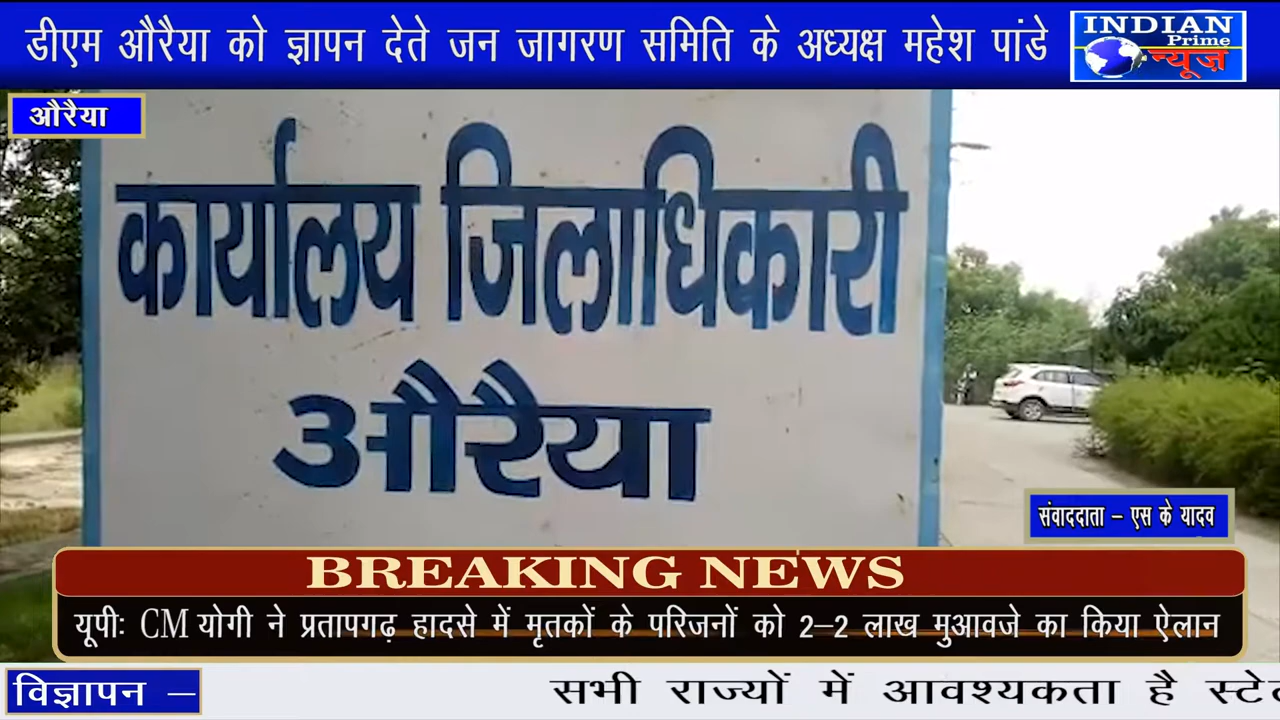 डीएम औरैया को ज्ञापन देते जन जागरण समिति के अध्यक्ष महेश पांडे
INDIAN
Prime
न्यूज़
औरैया
कार्यालय जिलाधिकारी
औरैया
संवाददाता - एस के यादव
BREAKING NEWS
यूपीः CM योगी ने प्रतापगढ़ हादसे में मृतकों के परिजनों को 2-2 लाख मुआवजे का किया ऐलान
विज्ञापन -
सभी राज्यों में आवश्यकता है